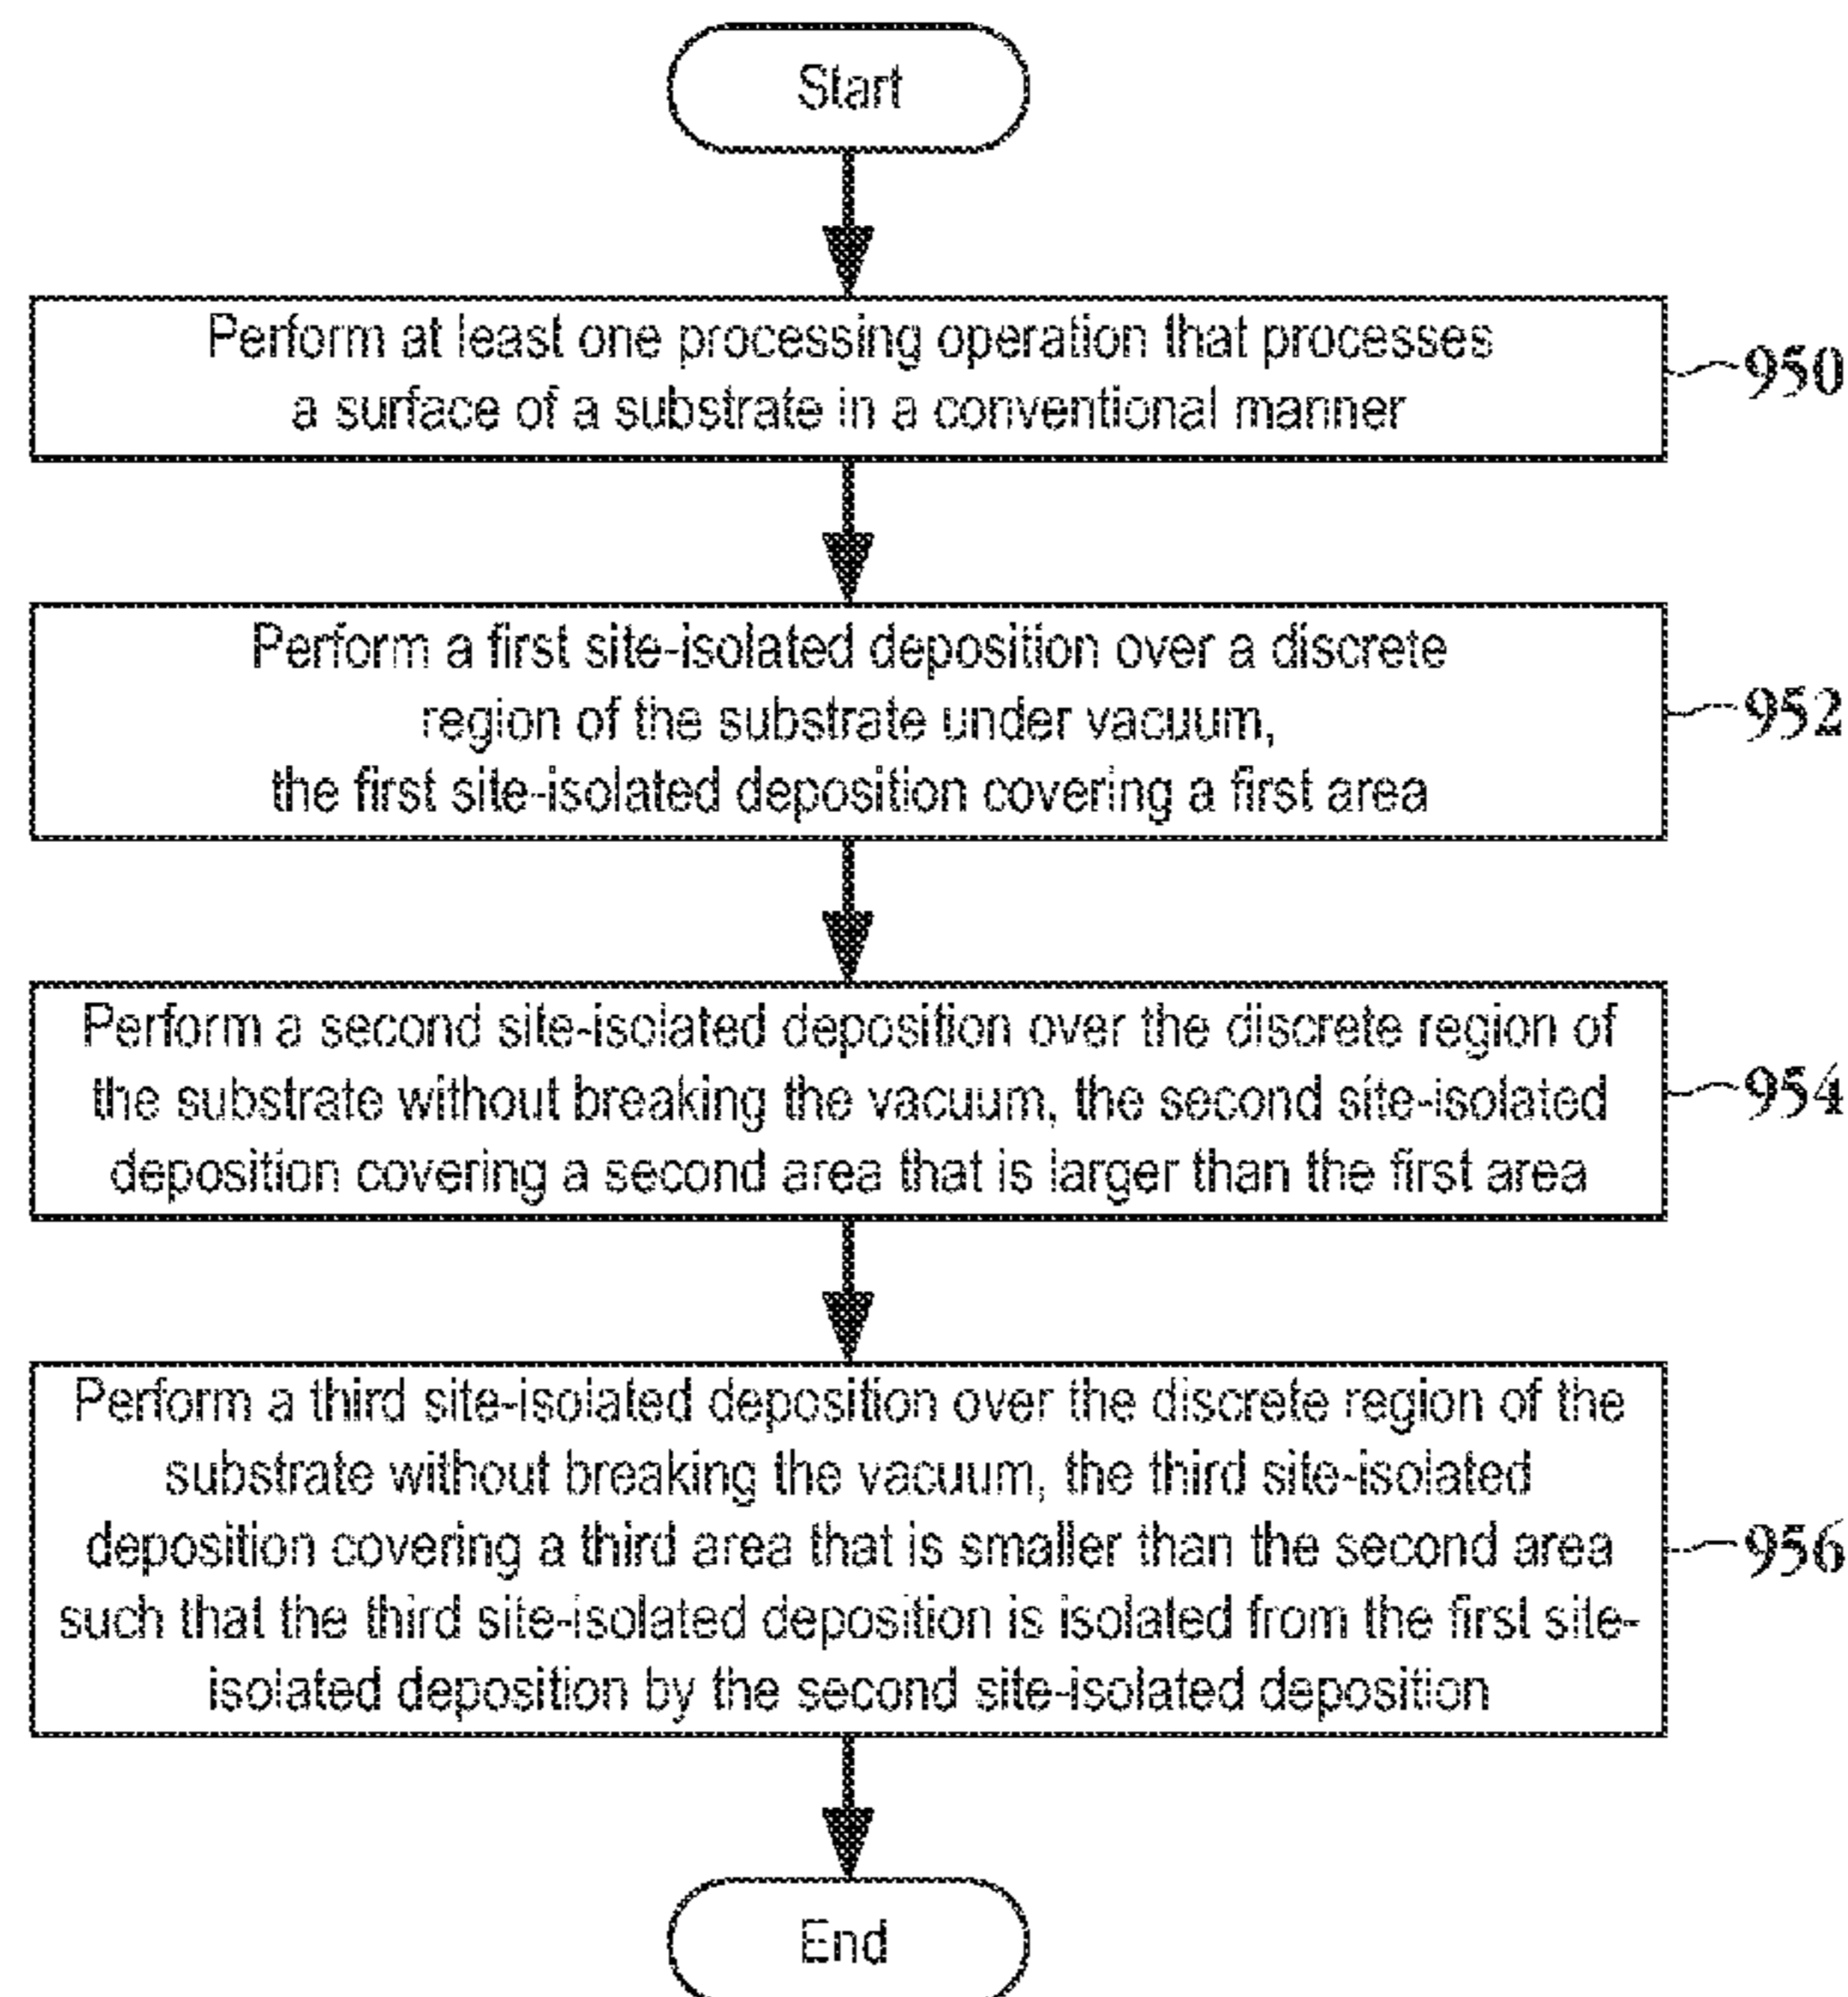 Start
Perform at least one processing operation that processes
a surface of a substrate in a conventional manner
950
Perform a first site-isolated deposition over a discrete
region of the substrate under vacuum,
the first site-isolated deposition covering a first area
952
Perform a second site-isolated deposition over the discrete region of
the substrate without breaking the vacuum, the second site-isolated
deposition covering a second area that is larger than the first area
954
Perform a third site-isolated deposition over the discrete region of the
substrate without breaking the vacuum, the third site-isolated
deposition covering a third area that is smaller than the second area
such that the third site-isolated deposition is isolated from the first site-
isolated deposition by the second site-isolated deposition
956
End